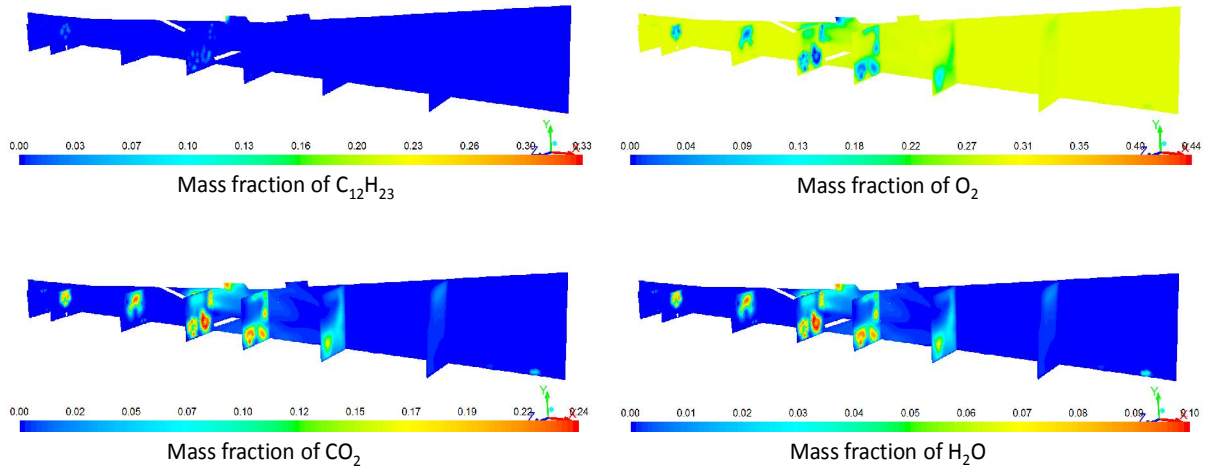 0.00 0.03 0.07 0.10 0.13 0.16 0.20 0.23 0.26 0.30 0.33
Y
Z
X
Mass fraction of C₁₂H₂₃
0.00 0.04 0.09 0.13 0.18 0.22 0.27 0.31 0.35 0.40 0.44
Y
Z
X
Mass fraction of O₂
0.00 0.02 0.05 0.07 0.10 0.12 0.15 0.17 0.19 0.22 0.24
Y
Z
X
Mass fraction of CO₂
0.00 0.01 0.02 0.03 0.04 0.05 0.06 0.07 0.08 0.09 0.10
Y
Z
X
Mass fraction of H₂O